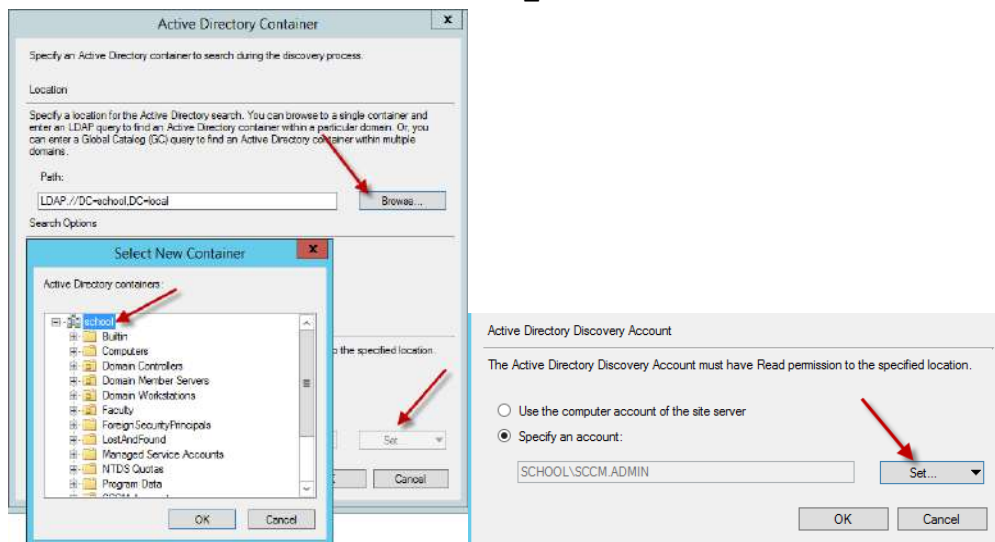 Active Directory Container
x
Specify an Active Directory container to search during the discovery process.
Location
Specify a location for the Active Directory search. You can browse to a single container and
enter an LDAP query to find an Active Directory container within a particular domain. Or, you
can enter a Global Catalog (GC) query to find an Active Directory container within multiple
domains.
Path:
LDAP://DC=school,DC=local
Browse...
Search Options
Select New Container
x
Active Directory containers:
school
Builtin
Computers
Domain Controllers
Domain Member Servers
Domain Workstations
Faculty
ForeignSecurityPrincipals
LostAndFound
Managed Service Accounts
NTDS Quotas
Program Data
OK
Cancel
the specified location.
Set
Cancel
Active Directory Discovery Account
The Active Directory Discovery Account must have Read permission to the specified location.
Use the computer account of the site server
Specify an account:
SCHOOL\SCCM.ADMIN
Set...
OK
Cancel